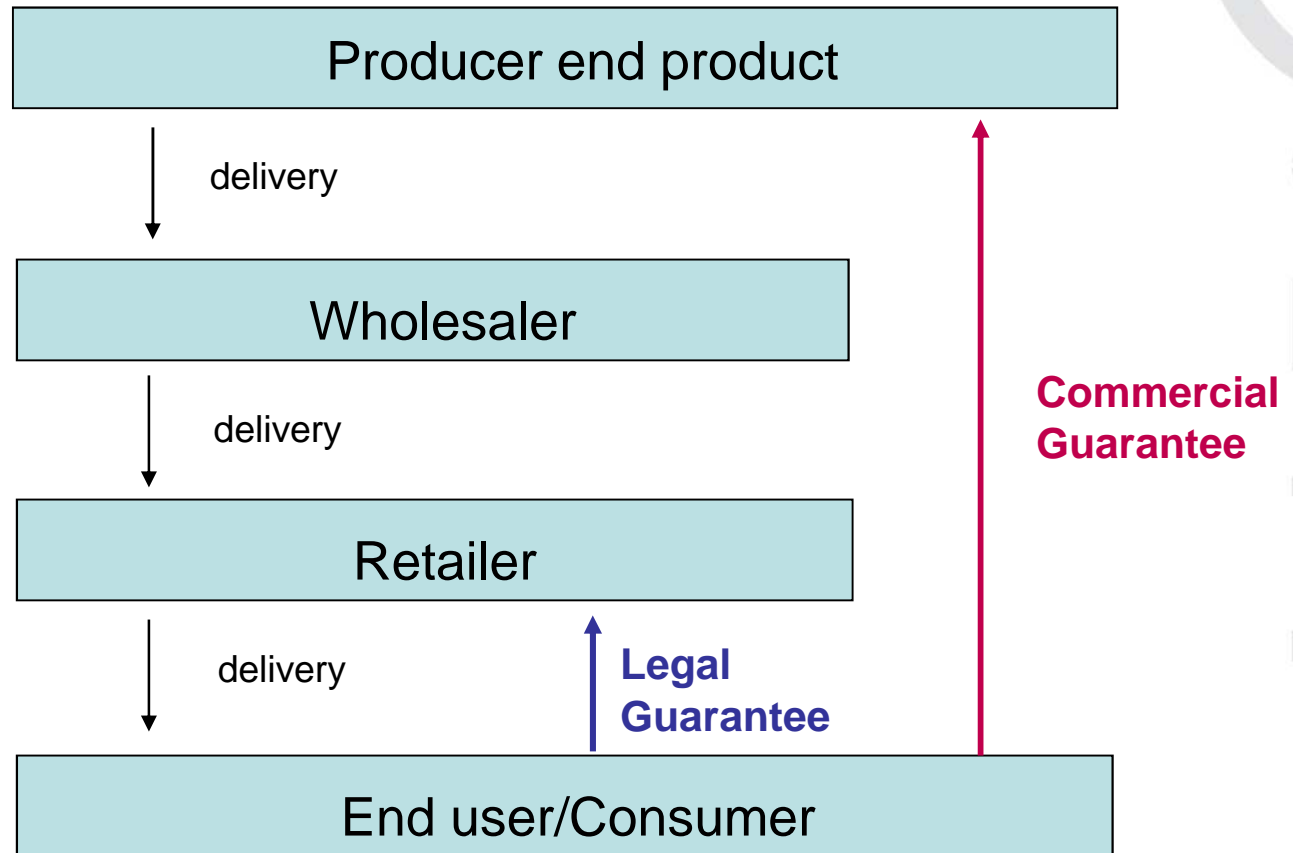 Producer end product
delivery
Wholesaler
delivery
Commercial
Guarantee
Retailer
delivery
Legal
Guarantee
End user/Consumer